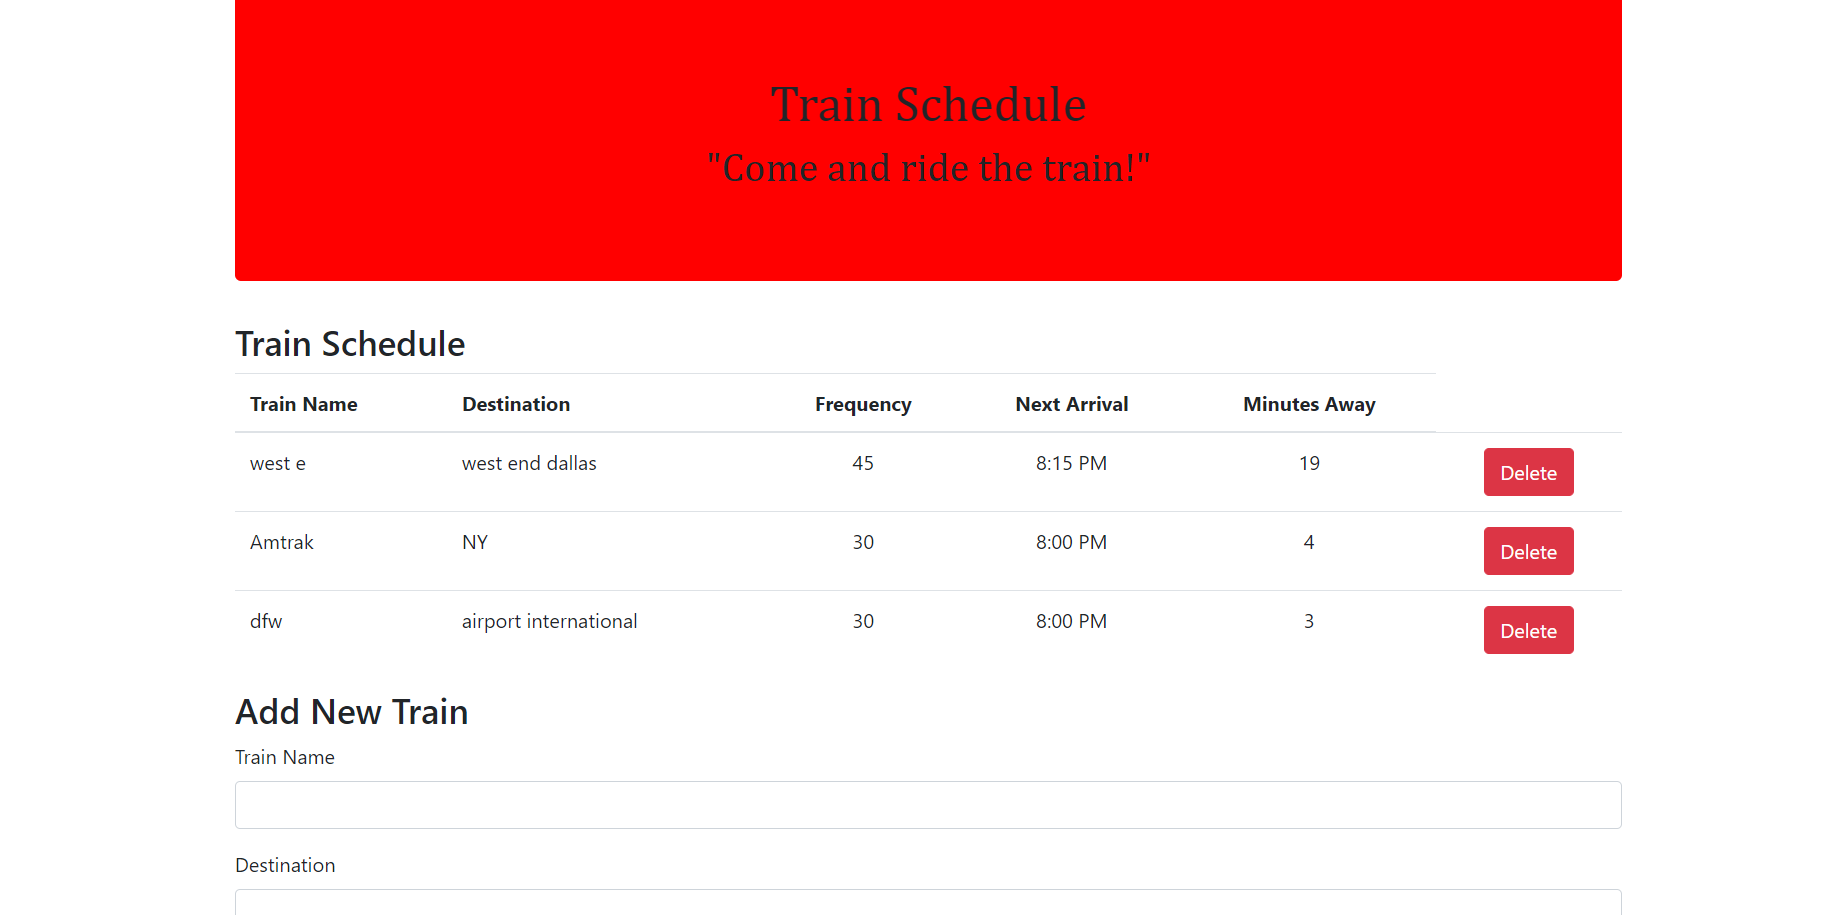 Train Schedule
"Come and ride the train!"
Train Schedule
Train Name Destination Frequency Next Arrival Minutes Away
west e west end dallas 45 8:15 PM 19 Delete
Amtrak NY 30 8:00 PM 4 Delete
dfw airport international 30 8:00 PM 3 Delete
Add New Train
Train Name
Destination